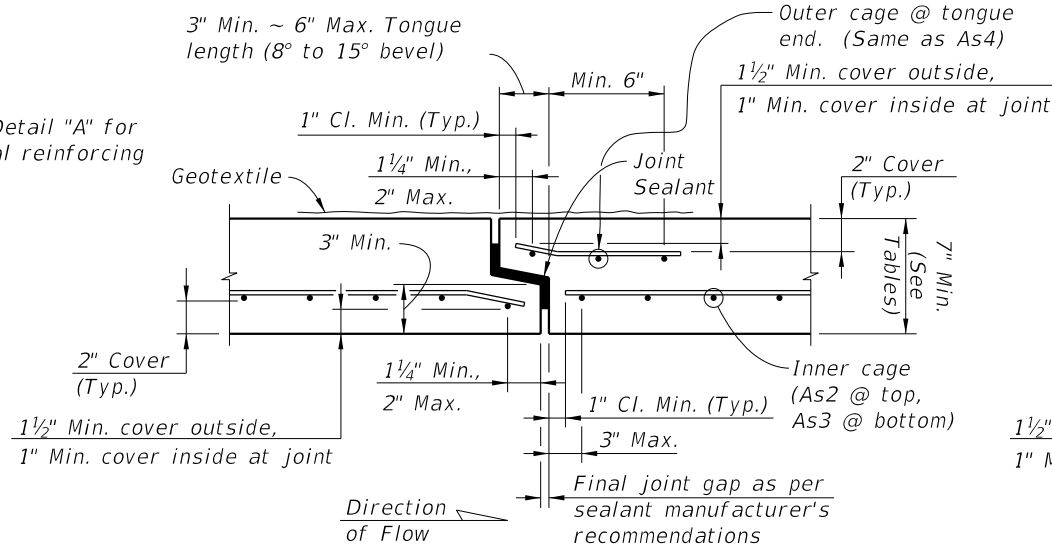 3" Min. ~ 6" Max. Tongue
length (8° to 15° bevel)
Outer cage @ tongue
end. (Same as As4)
Min. 6"
1½" Min. cover outside,
1" Min. cover inside at joint
Detail "A" for
al reinforcing
1" Cl. Min. (Typ.)
1¼" Min.,
2" Max.
Geotextile
Joint
Sealant
2" Cover
(Typ.)
3" Min.
7" Min.
(See
Tables)
2" Cover
(Typ.)
1¼" Min.,
2" Max.
Inner cage
(As2 @ top,
As3 @ bottom)
1" Cl. Min. (Typ.)
1½" Min. cover outside,
1" Min. cover inside at joint
3" Max.
1½"
1"
Final joint gap as per
sealant manufacturer's
recommendations
Direction
of Flow